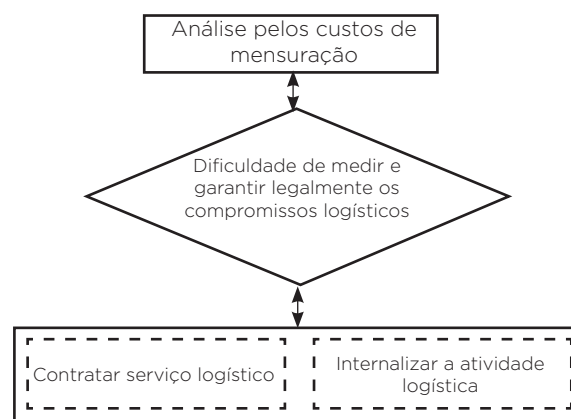 Análise pelos custos de
mensuração
Dificuldade de medir e
garantir legalmente os
compromissos logísticos
Contratar serviço logístico
Internalizar a atividade
logística